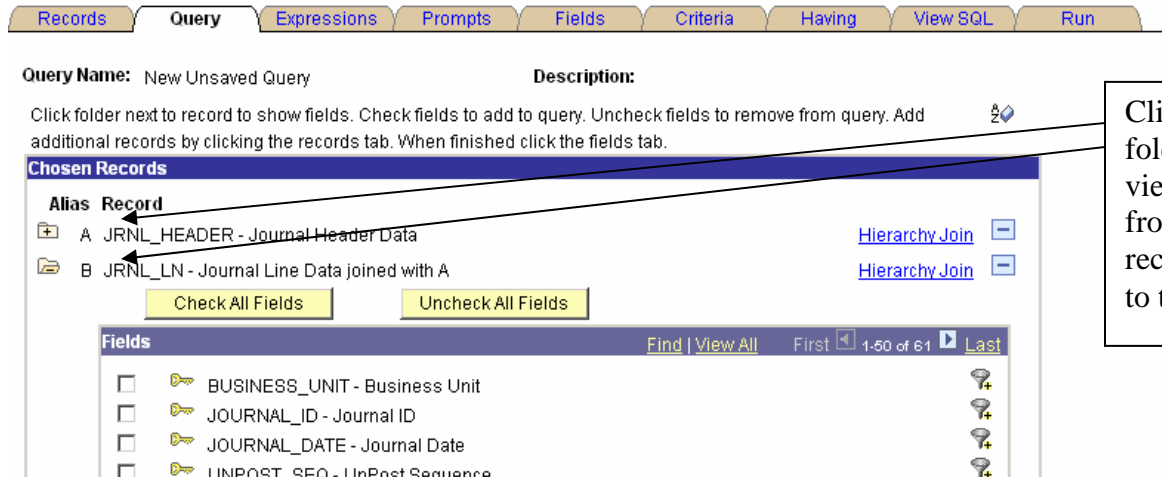 Records Query Expressions Prompts Fields Criteria Having View SQL Run
Query Name: New Unsaved Query Description:
Click folder next to record to show fields. Check fields to add to query. Uncheck fields to remove from query. Add
additional records by clicking the records tab. When finished click the fields tab.
Chosen Records
Alias Record
A JRNL_HEADER - Journal Header Data Hierarchy Join
B JRNL_LN - Journal Line Data joined with A Hierarchy Join
Check All Fields Uncheck All Fields
Fields Find | View All First 1-50 of 61 Last
BUSINESS_UNIT - Business Unit
JOURNAL_ID - Journal ID
JOURNAL_DATE - Journal Date
UNPOST_SEQ - UnPost Sequence
to